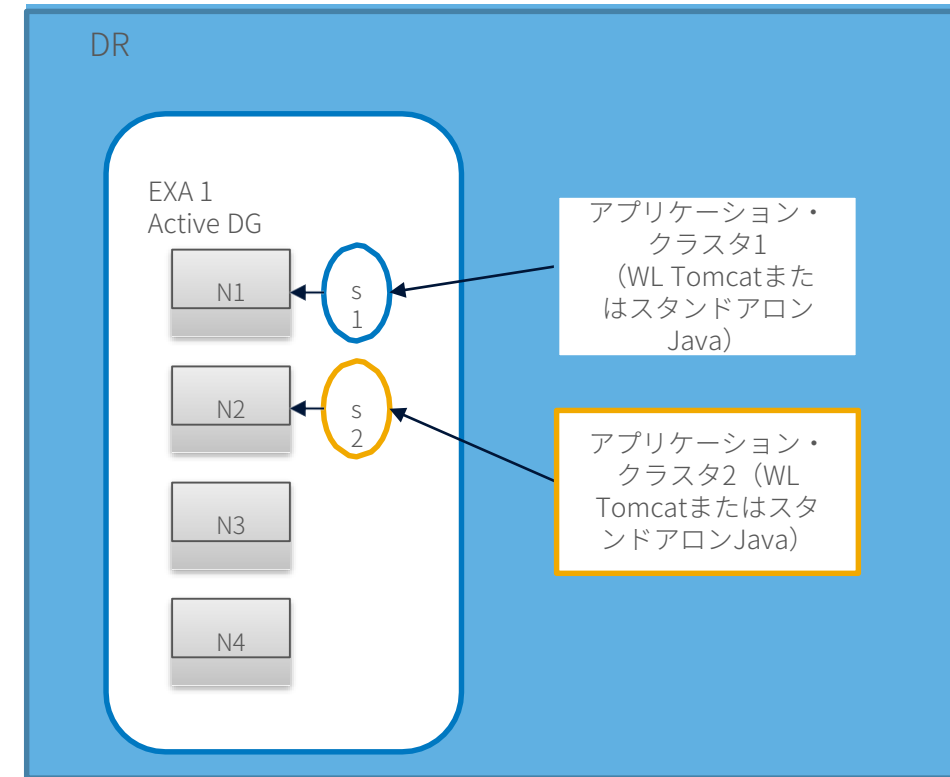 DR
EXA 1
Active DG
N1
s
1
アプリケーション・
クラスタ1
（WL Tomcatまた
はスタンドアロン
Java）
N2
s
2
アプリケーション・
クラスタ2（WL
Tomcatまたはスタ
ンドアロンJava）
N3
N4